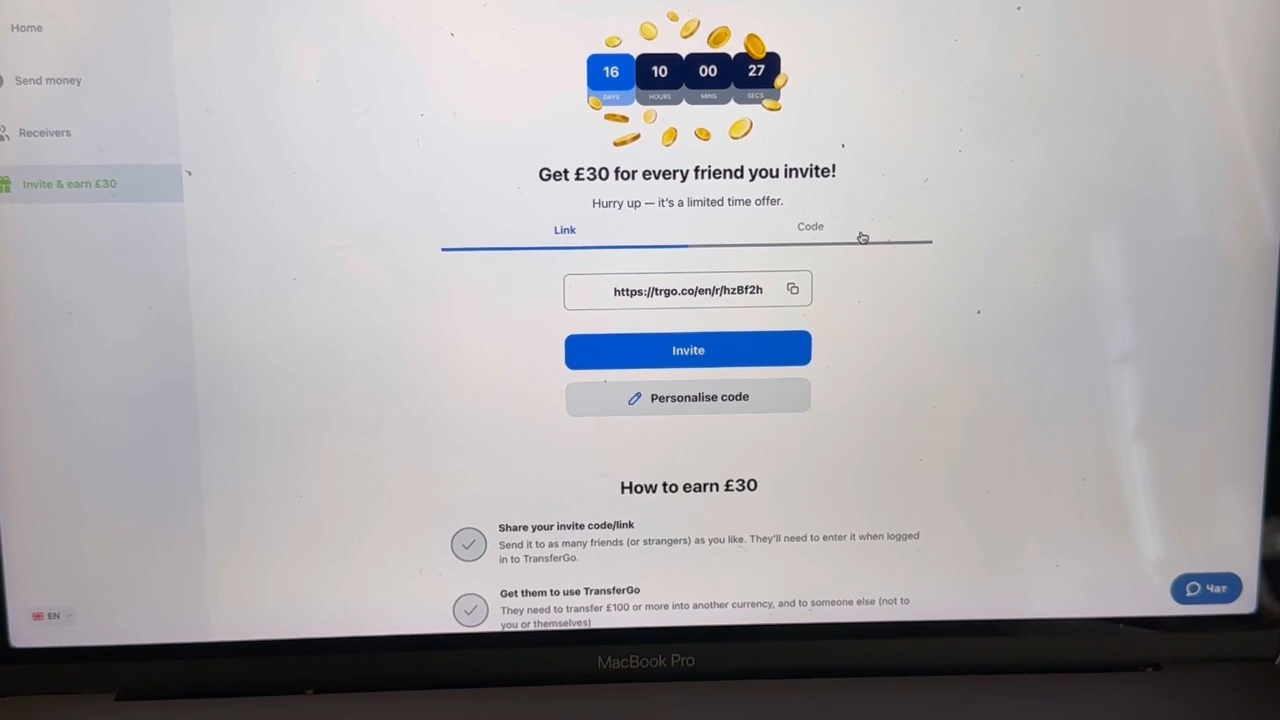 Home
Send money
Receivers
Invite & earn £30
16 10 00 27
DAYS HOURS MINS SECS
Get £30 for every friend you invite!
Hurry up — it's a limited time offer.
Link Code
https://trgo.co/en/r/hzBf2h
Invite
Personalise code
How to earn £30
Share your invite code/link
Send it to as many friends (or strangers) as you like. They'll need to enter it when logged
in to TransferGo.
Get them to use TransferGo
They need to transfer £100 or more into another currency, and to someone else (not to
you or themselves)
EN
Чат
MacBook Pro